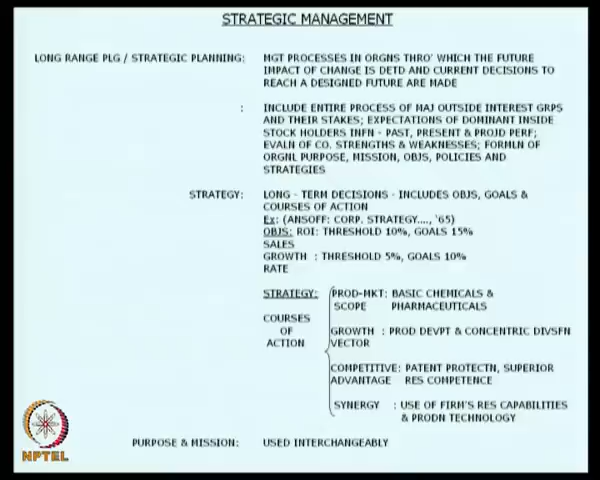 STRATEGIC MANAGEMENT
LONG RANGE PLG / STRATEGIC PLANNING: MGT PROCESSES IN ORGNS THRO' WHICH THE FUTURE
IMPACT OF CHANGE IS DETD AND CURRENT DECISIONS TO
REACH A DESIGNED FUTURE ARE MADE
: INCLUDE ENTIRE PROCESS OF MAJ OUTSIDE INTEREST GRPS
AND THEIR STAKES; EXPECTATIONS OF DOMINANT INSIDE
STOCK HOLDERS INFN - PAST, PRESENT & PROJD PERF;
EVALN OF CO. STRENGTHS & WEAKNESSES; FORMLN OF
ORGNL PURPOSE, MISSION, OBJS, POLICIES AND
STRATEGIES
STRATEGY: LONG - TERM DECISIONS - INCLUDES OBJS, GOALS &
COURSES OF ACTION
Ex: (ANSOFF: CORP. STRATEGY...., '65)
OBJS: ROI: THRESHOLD 10%, GOALS 15%
SALES
GROWTH : THRESHOLD 5%, GOALS 10%
RATE
STRATEGY: PROD-MKT: BASIC CHEMICALS &
SCOPE PHARMACEUTICALS
COURSES
OF GROWTH : PROD DEVPT & CONCENTRIC DIVSFN
ACTION VECTOR
COMPETITIVE: PATENT PROTECTN, SUPERIOR
ADVANTAGE RES COMPETENCE
SYNERGY : USE OF FIRM'S RES CAPABILITIES
& PRODN TECHNOLOGY
PURPOSE & MISSION: USED INTERCHANGEABLY
NPTEL